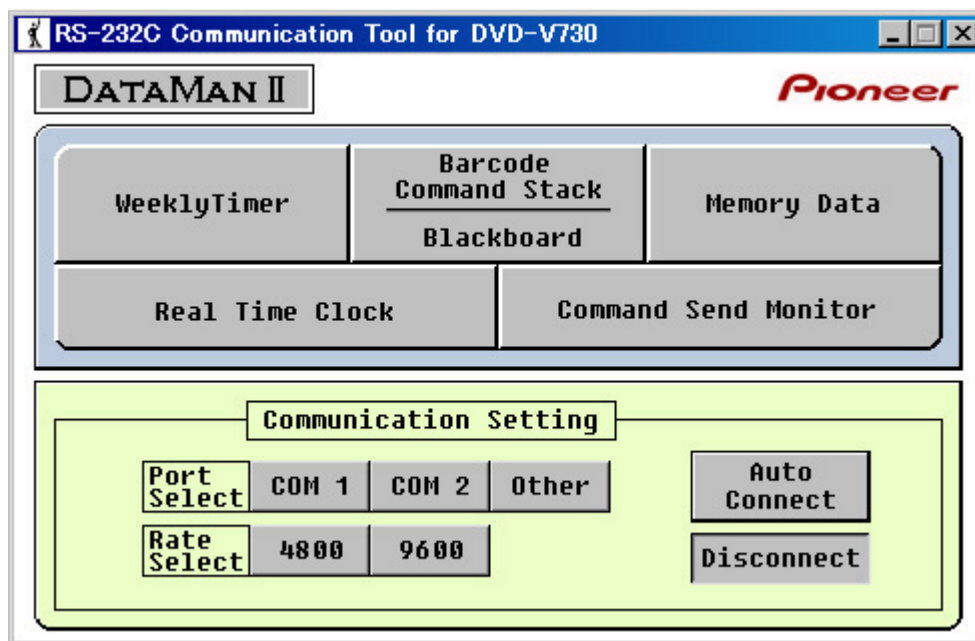 RS-232C Communication Tool for DVD-V730
DATAMAN II
Pioneer
WeeklyTimer
Barcode
Command Stack
Blackboard
Memory Data
Real Time Clock
Command Send Monitor
Communication Setting
Port
Select
COM 1
COM 2
Other
Auto
Connect
Rate
Select
4800
9600
Disconnect